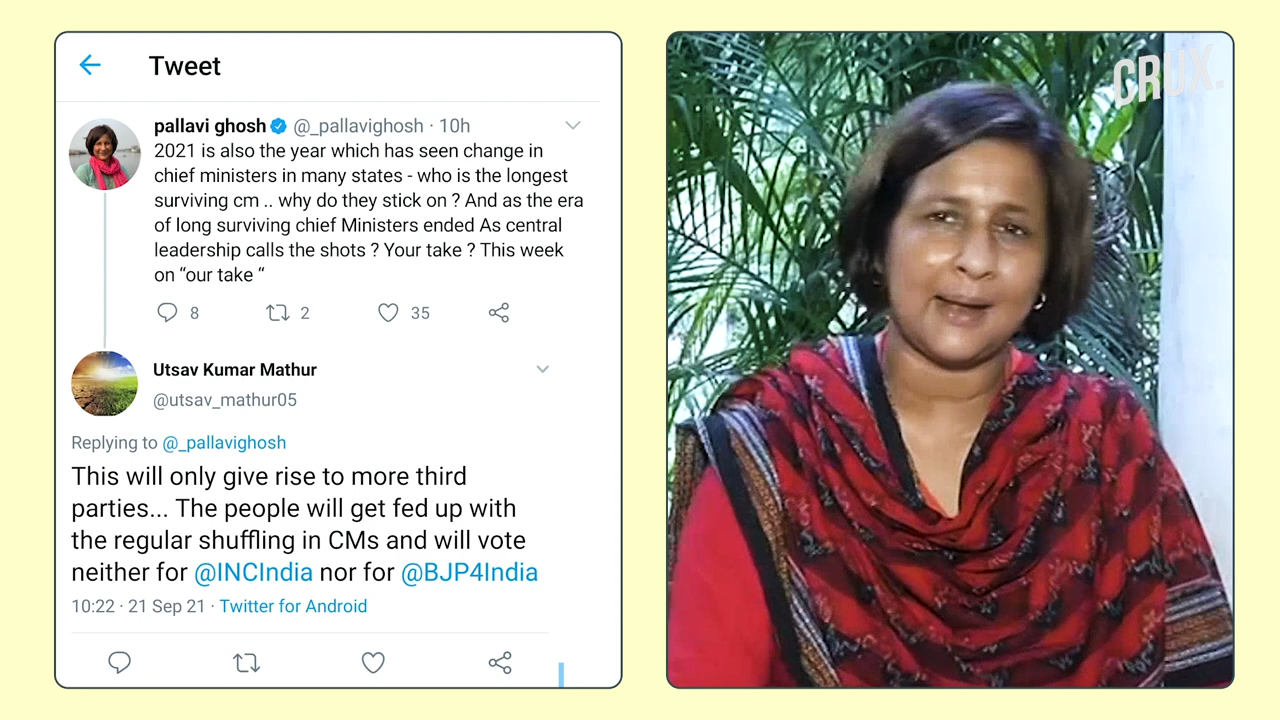 Tweet
pallavi ghosh @_pallavighosh · 10h
2021 is also the year which has seen change in
chief ministers in many states - who is the longest
surviving cm .. why do they stick on ? And as the era
of long surviving chief Ministers ended As central
leadership calls the shots ? Your take ? This week
on “our take “
8 2 35
Utsav Kumar Mathur
@utsav_mathur05
Replying to @_pallavighosh
This will only give rise to more third
parties... The people will get fed up with
the regular shuffling in CMs and will vote
neither for @INCIndia nor for @BJP4India
10:22 · 21 Sep 21 · Twitter for Android
CRUX.